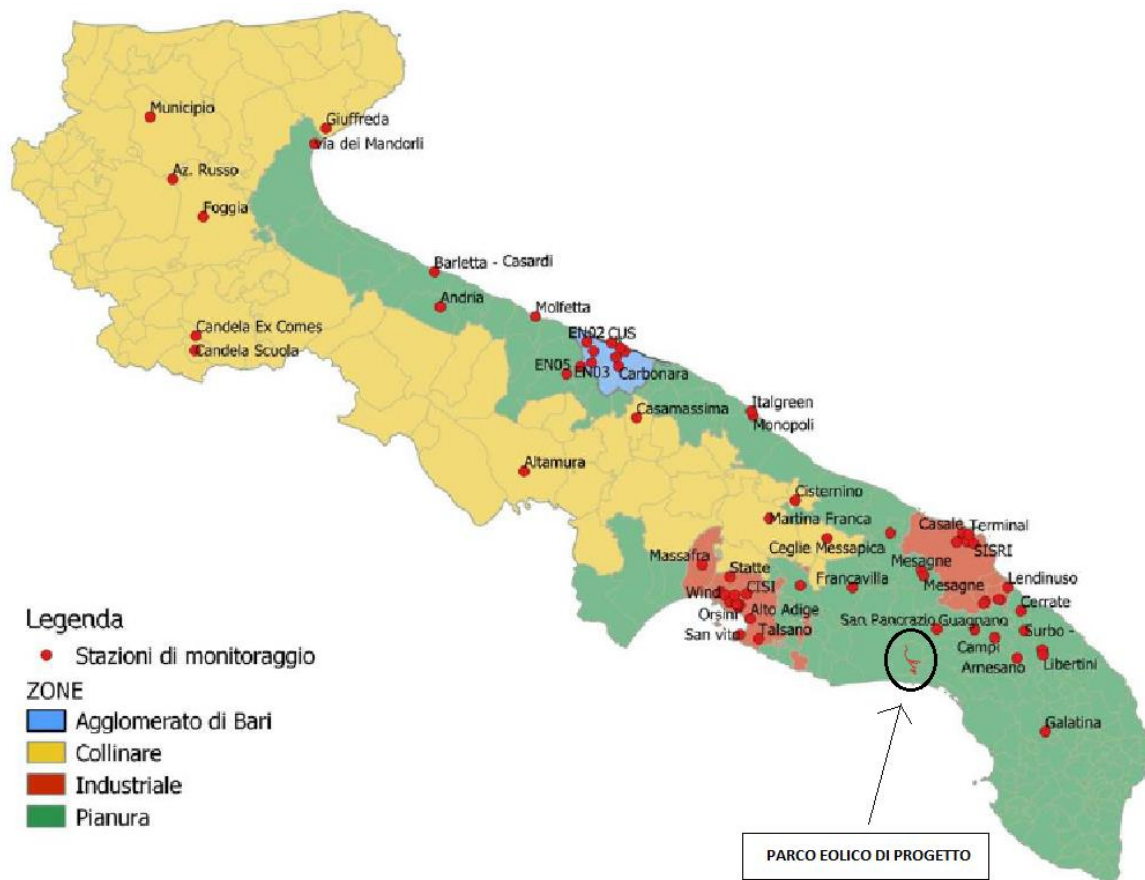 Municipio
Giuffreda
via dei Mandorli
Az. Russo
Foggia
Barletta - Casardi
Andria
Molfetta
Candela Ex Comes
Candela Scuola
EN02 CUS
EN05 EN03 Carbonara
Casamassima
Italgreen
Monopoli
Altamura
Cisternino
Martina Franca
Casale Terminal
SISRI
Ceglie Messapica
Massafra
Statte
Mesagne
Mesagne
Francavilla
Lendinuso
Wind CISI
Orsini Alto Adige
Cerrate
San Pancrazio Guagnano
Surbo -
San vito Talsano
Campi
Arnesano
Libertini
Galatina
Legenda
Stazioni di monitoraggio
ZONE
Agglomerato di Bari
Collinare
Industriale
Pianura
PARCO EOLICO DI PROGETTO